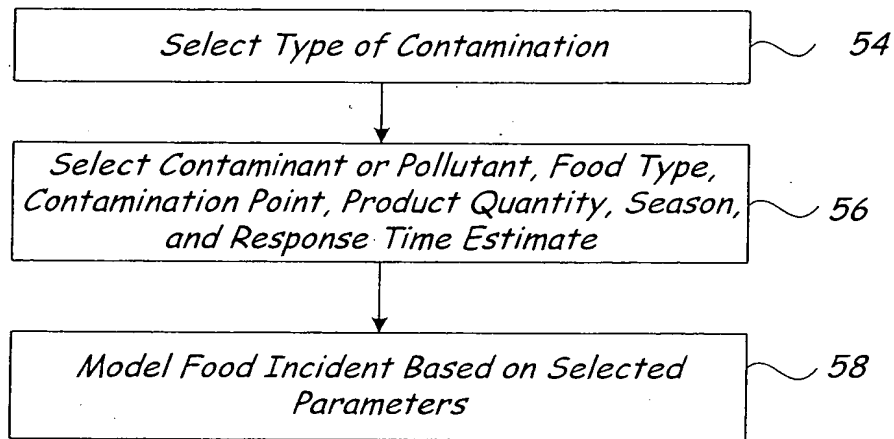 Select Type of Contamination
54
Select Contaminant or Pollutant, Food Type,
Contamination Point, Product Quantity, Season,
and Response Time Estimate
56
Model Food Incident Based on Selected
Parameters
58